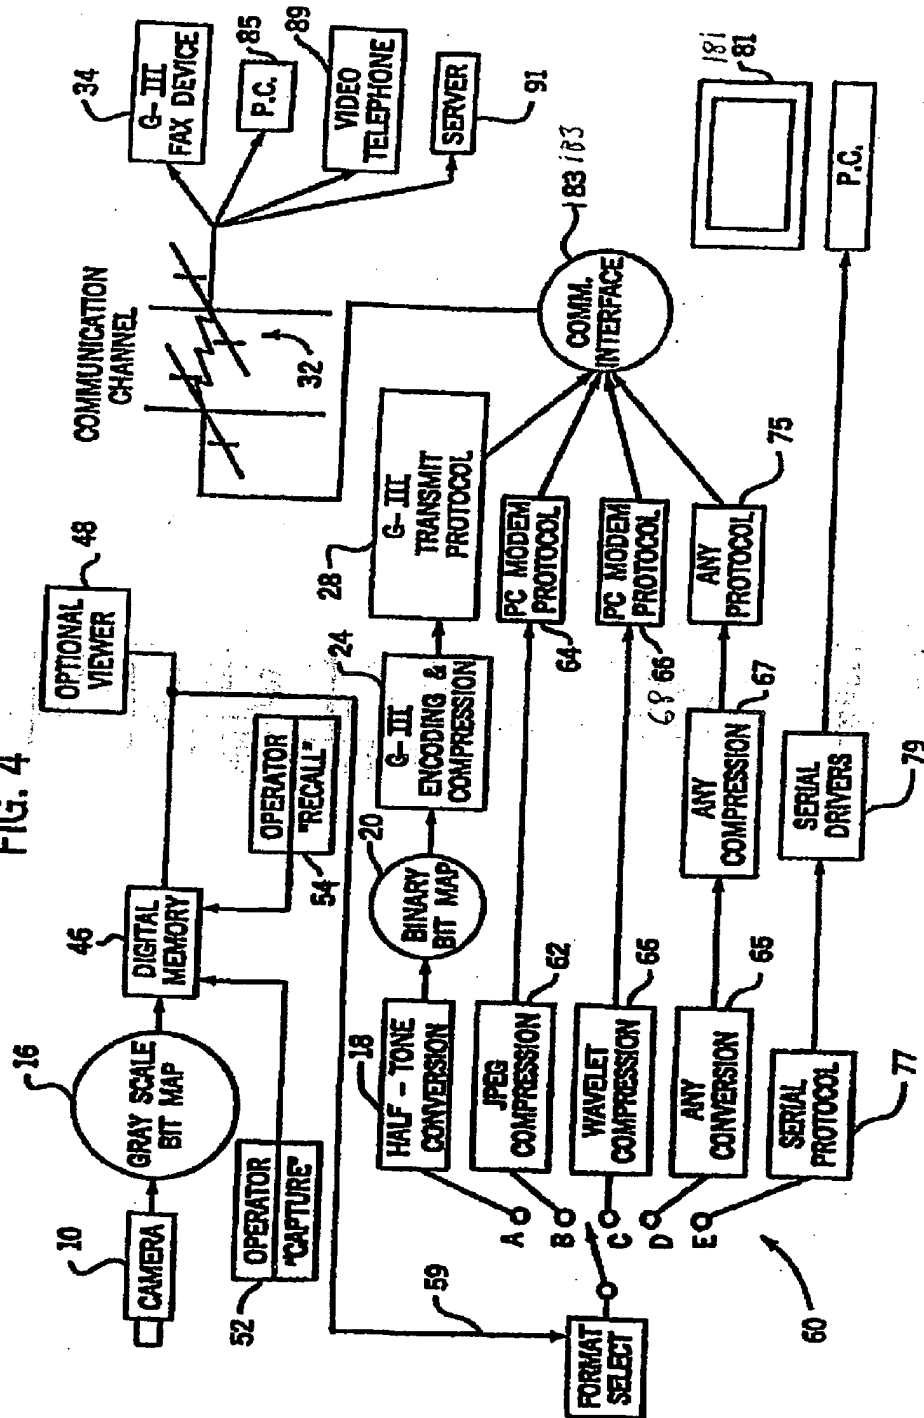 FIG. 4
10
CAMERA
16
GRAY SCALE
BIT MAP
46
DIGITAL
MEMORY
OPTIONAL
VIEWER
48
COMMUNICATION
CHANNEL
32
34
G-III
FAX DEVICE
85
P.C.
89
VIDEO
TELEPHONE
SERVER
91
OPERATOR
"CAPTURE"
52
OPERATOR
"RECALL"
54
59
FORMAT
SELECT
60
A
B
C
D
E
18
HALF-TONE
CONVERSION
20
BINARY
BIT MAP
24
G-III
ENCODING &
COMPRESSION
28
G-III
TRANSMIT
PROTOCOL
JPEG
COMPRESSION
62
PC MODEM
PROTOCOL
64
WAVELET
COMPRESSION
66
PC MODEM
PROTOCOL
68 66
ANY
CONVERSION
65
ANY
COMPRESSION
67
ANY
PROTOCOL
75
SERIAL
PROTOCOL
77
SERIAL
DRIVERS
79
COMM.
INTERFACE
83 183
181
81
P.C.